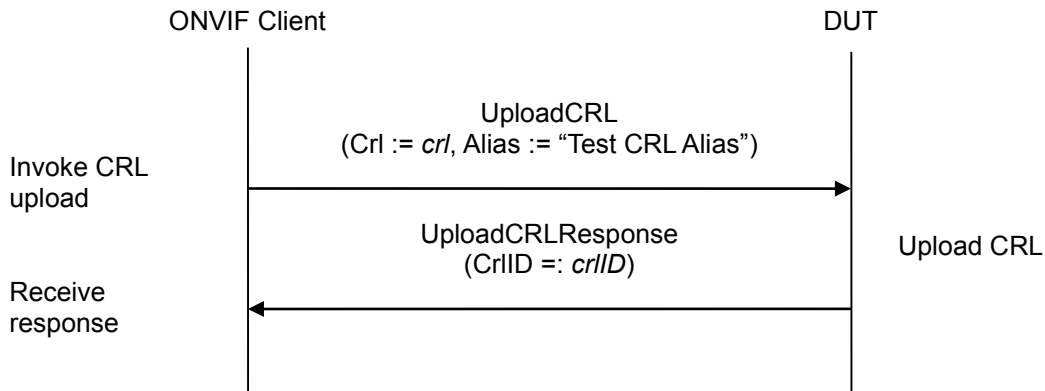 ONVIF Client
DUT
UploadCRL
(Crl := crl, Alias := “Test CRL Alias”)
Invoke CRL
upload
UploadCRLResponse
(CrlID =: crlID)
Upload CRL
Receive
response